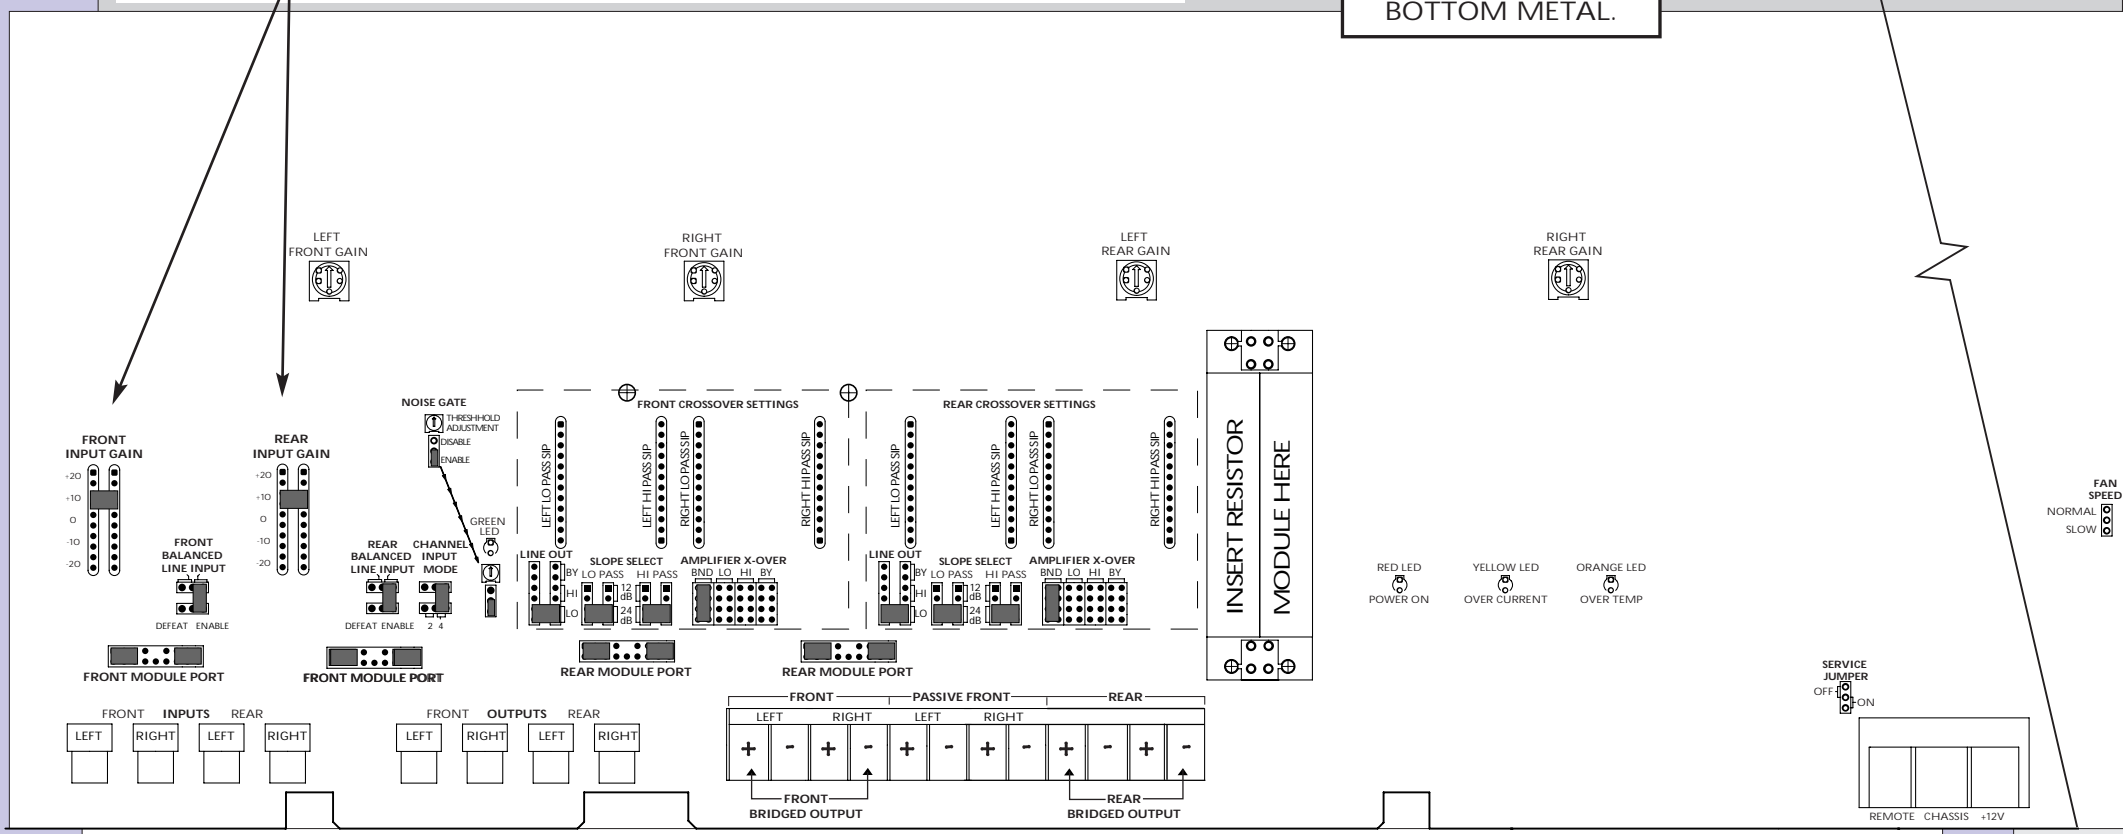 BOTTOM METAL.
LEFT
FRONT GAIN
RIGHT
FRONT GAIN
LEFT
REAR GAIN
RIGHT
REAR GAIN
FRONT
INPUT GAIN
+20
+10
0
-10
-20
REAR
INPUT GAIN
+20
+10
0
-10
-20
NOISE GATE
THRESHHOLD
ADJUSTMENT
DISABLE
ENABLE
GREEN
LED
FRONT
BALANCED
LINE INPUT
DEFEAT ENABLE
REAR
BALANCED
LINE INPUT
DEFEAT ENABLE
CHANNEL
INPUT
MODE
2 4
FRONT CROSSOVER SETTINGS
LEFT LO PASS SIP
LEFT HI PASS SIP
RIGHT LO PASS SIP
RIGHT HI PASS SIP
LINE OUT
BY
HI
LO
SLOPE SELECT
LO PASS HI PASS
12
dB
24
dB
AMPLIFIER X-OVER
BND LO HI BY
REAR CROSSOVER SETTINGS
LEFT LO PASS SIP
LEFT HI PASS SIP
RIGHT LO PASS SIP
RIGHT HI PASS SIP
LINE OUT
BY
HI
LO
SLOPE SELECT
LO PASS HI PASS
12
dB
24
dB
AMPLIFIER X-OVER
BND LO HI BY
INSERT RESISTOR
MODULE HERE
RED LED
POWER ON
YELLOW LED
OVER CURRENT
ORANGE LED
OVER TEMP
FAN
SPEED
NORMAL
SLOW
FRONT MODULE PORT
FRONT MODULE PORT
REAR MODULE PORT
REAR MODULE PORT
SERVICE
JUMPER
OFF
ON
FRONT INPUTS REAR
LEFT RIGHT LEFT RIGHT
FRONT OUTPUTS REAR
LEFT RIGHT LEFT RIGHT
FRONT PASSIVE FRONT REAR
LEFT RIGHT LEFT RIGHT
+ - + - + - + - + - + -
FRONT
BRIDGED OUTPUT
REAR
BRIDGED OUTPUT
REMOTE CHASSIS +12V